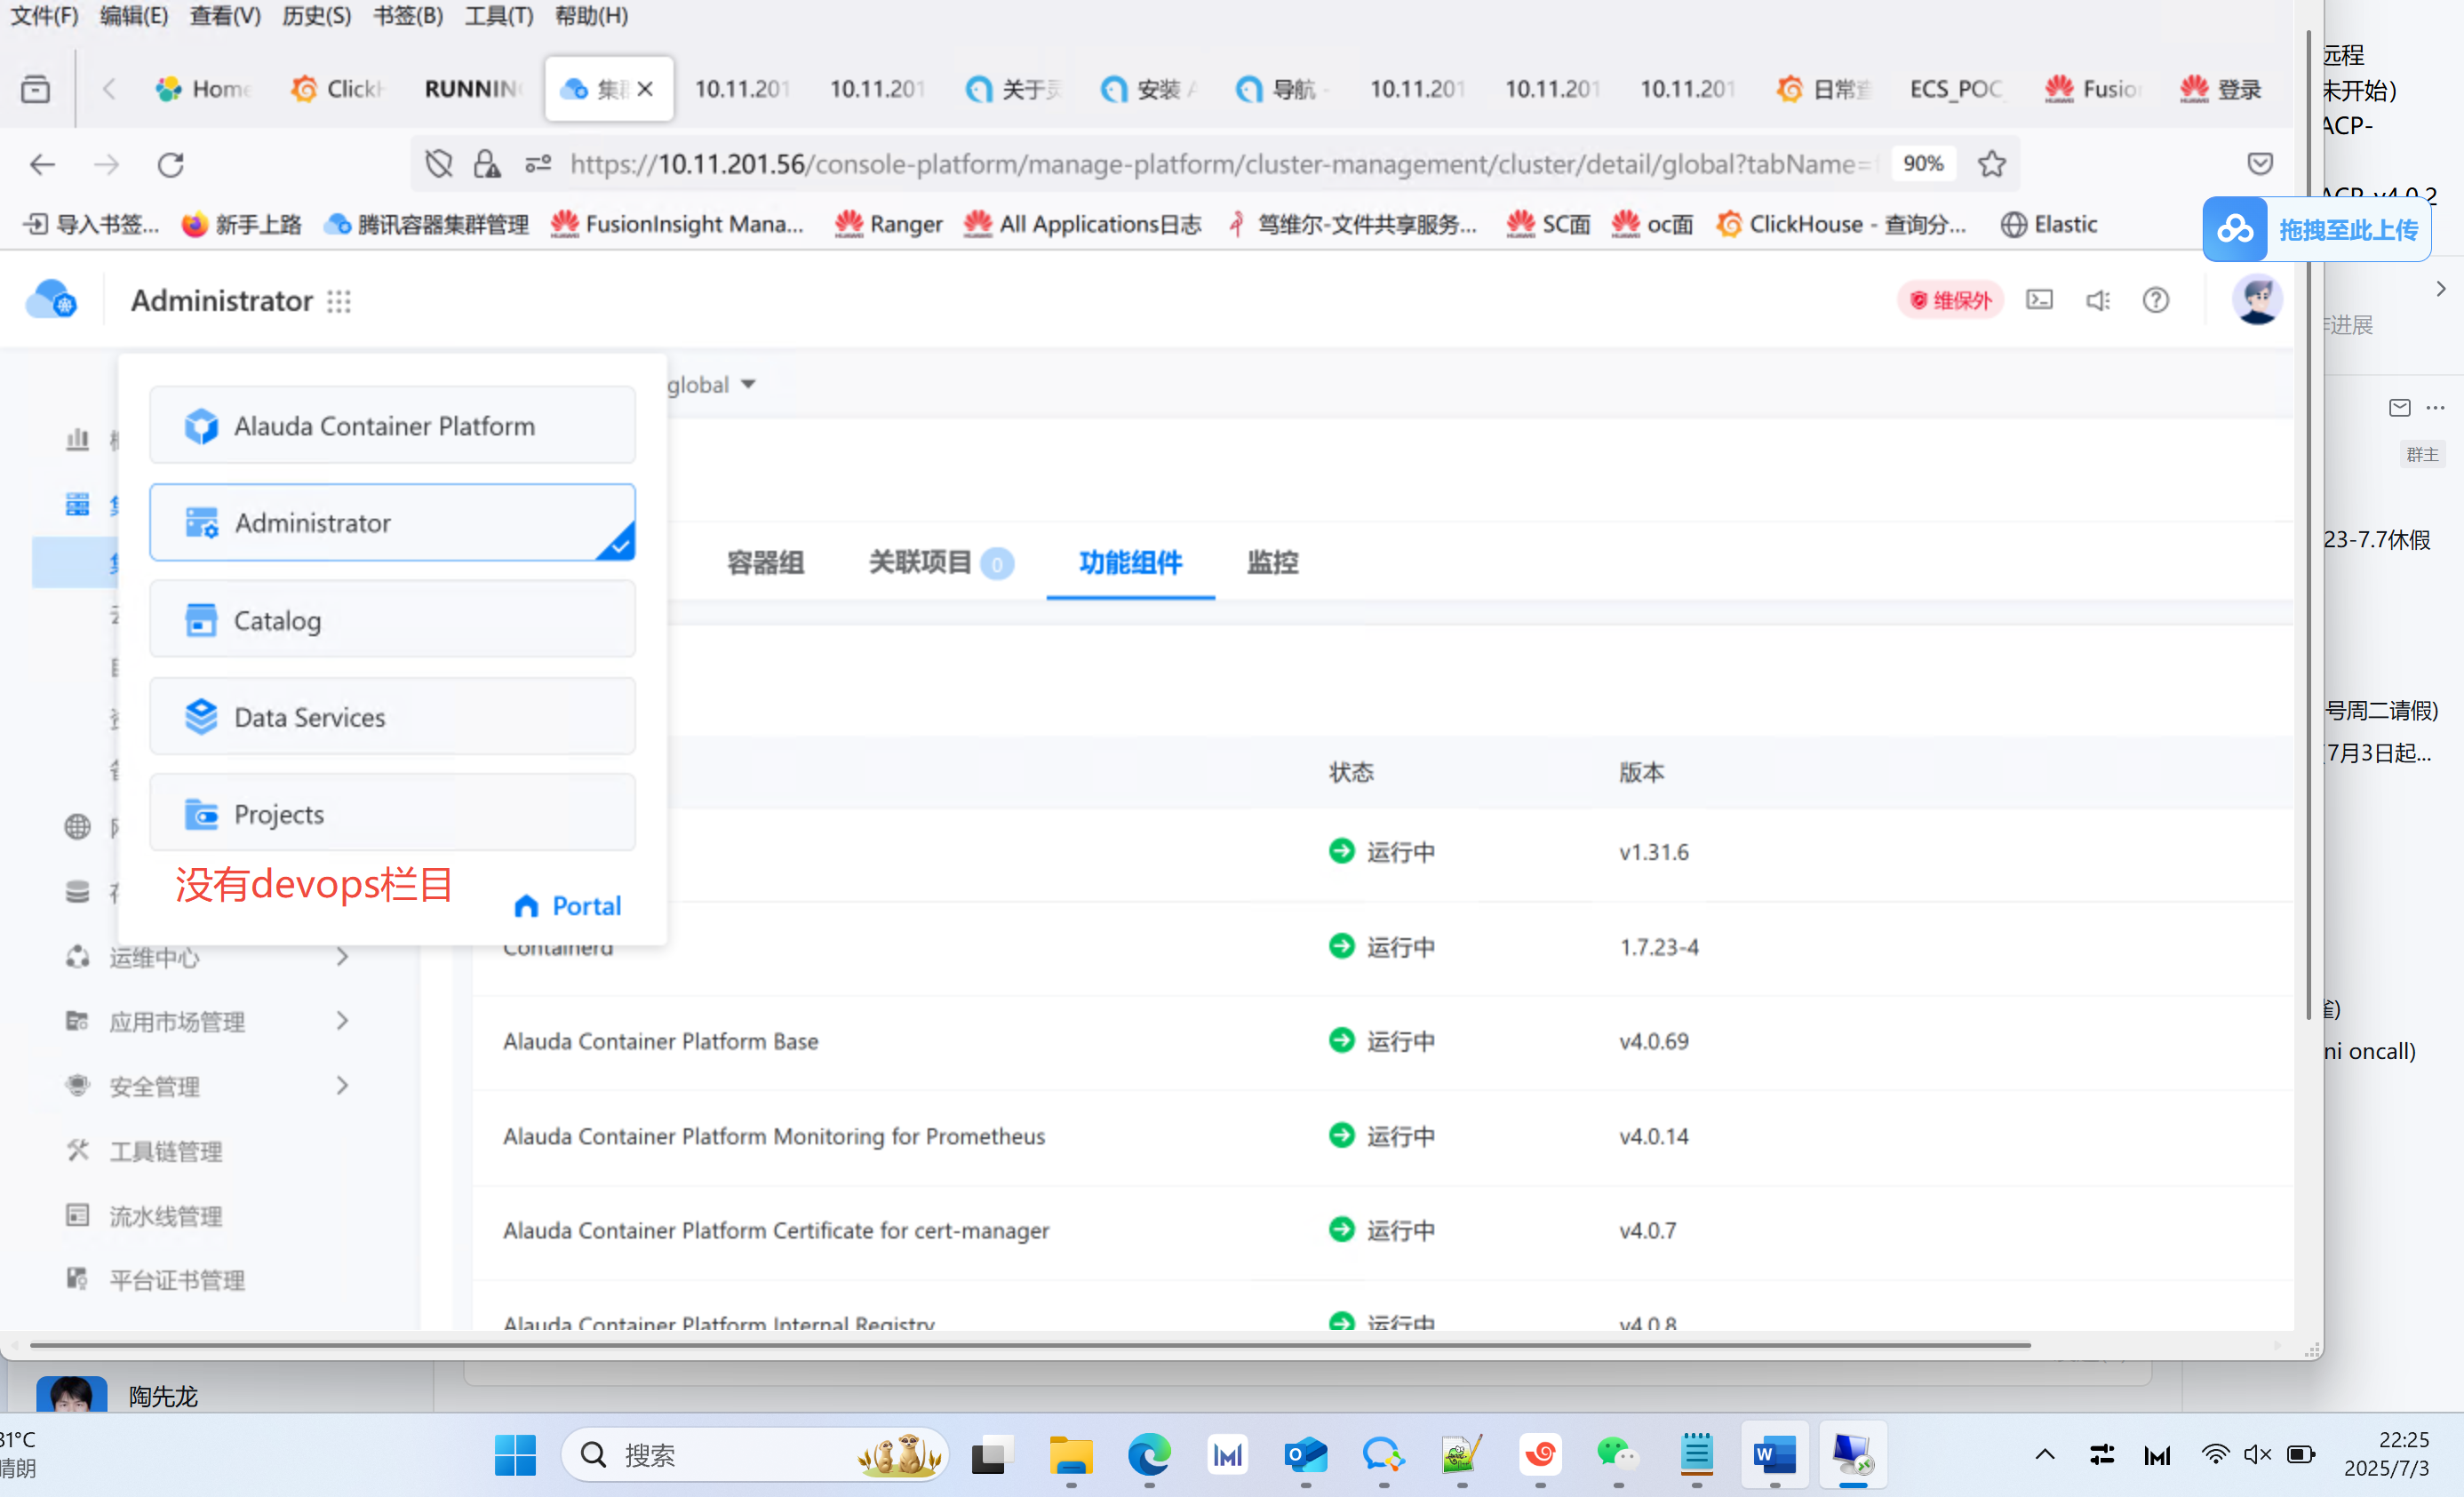 文件(F) 编辑(E) 查看(V) 历史(S) 书签(B) 工具(T) 帮助(H)
Home ClickH RUNNING 集 10.11.201 10.11.201 关于灵 安装 导航 10.11.201 10.11.201 10.11.201 日常查 ECS_POC Fusion 登录
https://10.11.201.56/console-platform/manage-platform/cluster-management/cluster/detail/global?tabName= 90%
导入书签... 新手上路 腾讯容器集群管理 FusionInsight Mana... Ranger All Applications日志 笃维尔-文件共享服务... SC面 oc面 ClickHouse - 查询分... Elastic
远程
未开始)
ACP-
ACP-v4.0.2
拖拽至此上传
Administrator 维保外
进展
global
Alauda Container Platform
群主
Administrator
23-7.7休假
容器组 关联项目 0 功能组件 监控
Catalog
Data Services
号周二请假)
7月3日起...
状态 版本
Projects
运行中 v1.31.6
没有devops栏目
Portal
运维中心
Containerd 运行中 1.7.23-4
应用市场管理
Alauda Container Platform Base 运行中 v4.0.69
ni oncall)
安全管理
Alauda Container Platform Monitoring for Prometheus 运行中 v4.0.14
工具链管理
流水线管理
Alauda Container Platform Certificate for cert-manager 运行中 v4.0.7
平台证书管理
Alauda Container Platform Internal Registry 运行中 v4.0.8
陶先龙
31°C
晴朗
搜索
22:25
2025/7/3